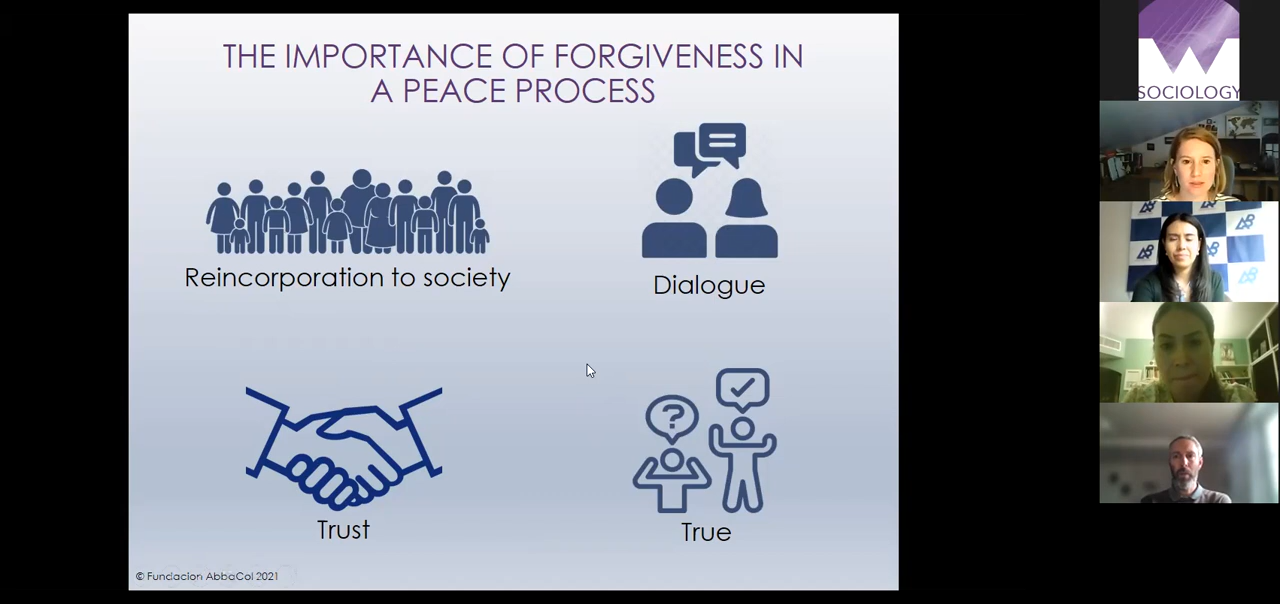 THE IMPORTANCE OF FORGIVENESS IN
A PEACE PROCESS
Reincorporation to society
Dialogue
Trust
True
© Fundacion AbbaCol 2021
SOCIOLOGY